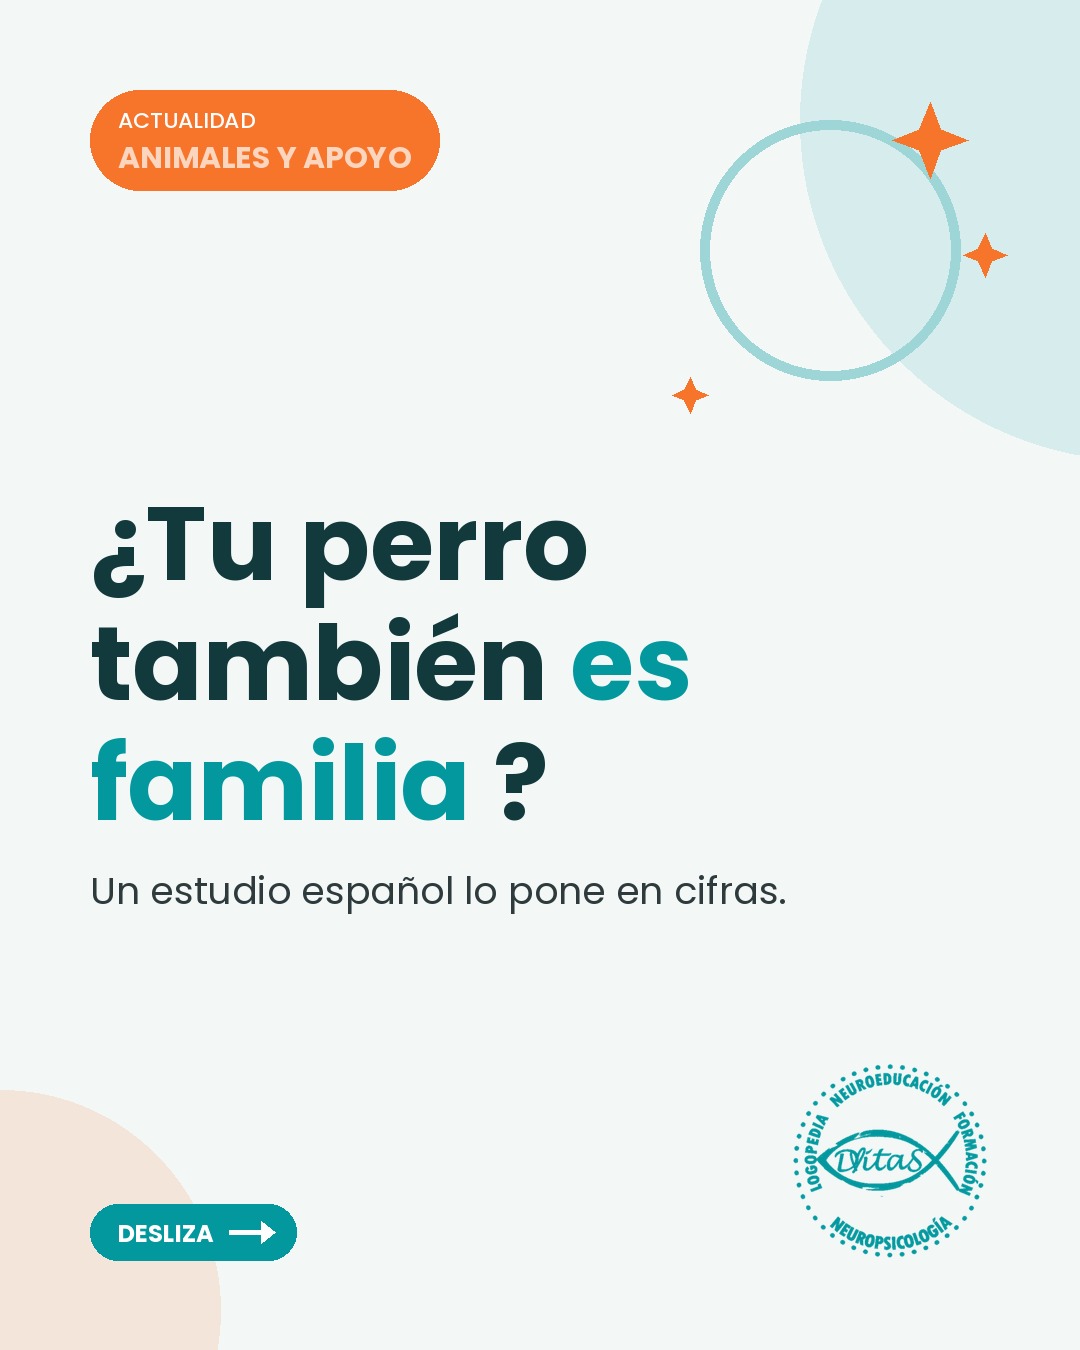 ACTUALIDAD
ANIMALES Y APOYO
¿Tu perro
también es
familia ?
Un estudio español lo pone en cifras.
DESLIZA
LOGOPEDIA NEUROEDUCACIÓN FORMACIÓN
DVitaS
NEUROPSICOLOGÍA